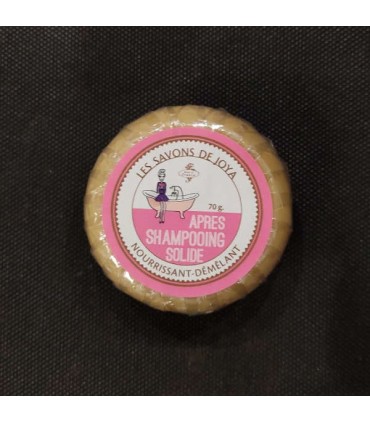 LES SAVONS DE JOYA
70 g.
APRES
SHAMPOOING
SOLIDE
NOURRISSANT-DÉMÊLANT